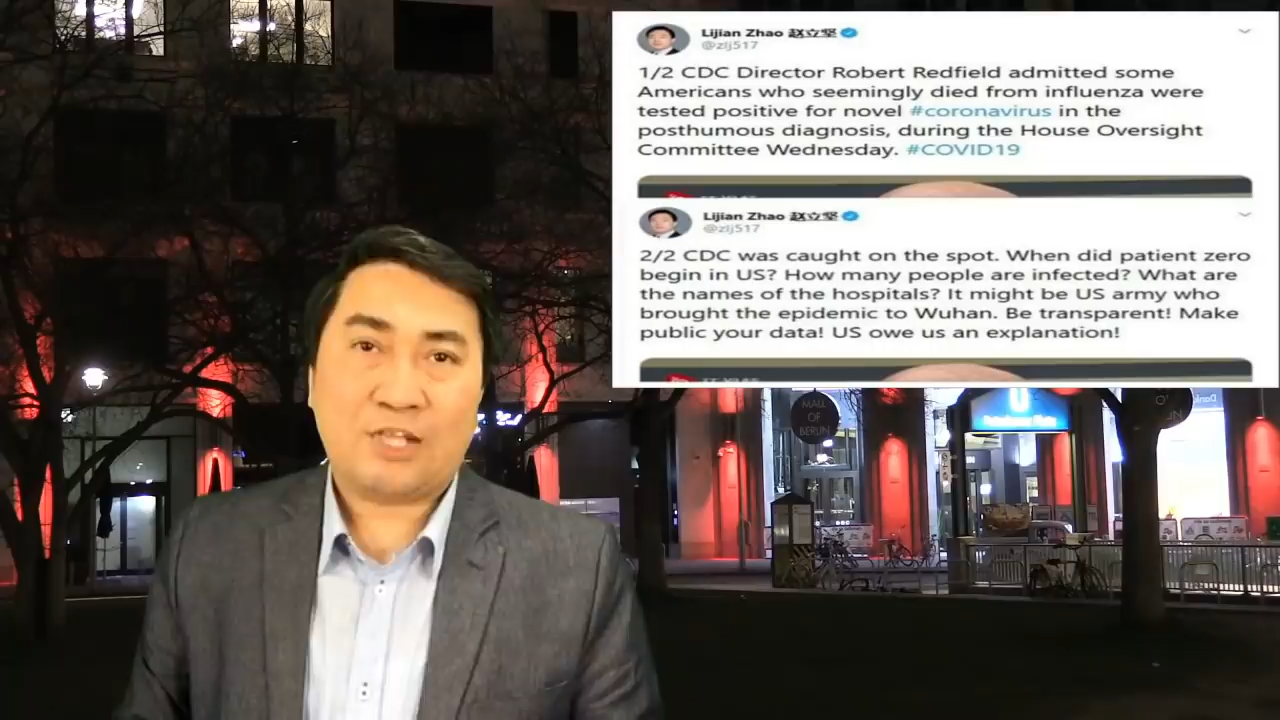 Lijian Zhao 赵立坚
@zlj517
1/2 CDC Director Robert Redfield admitted some
Americans who seemingly died from influenza were
tested positive for novel #coronavirus in the
posthumous diagnosis, during the House Oversight
Committee Wednesday. #COVID19
Lijian Zhao 赵立坚
@zlj517
2/2 CDC was caught on the spot. When did patient zero
begin in US? How many people are infected? What are
the names of the hospitals? It might be US army who
brought the epidemic to Wuhan. Be transparent! Make
public your data! US owe us an explanation!
MALL
OF
BERLIN
U